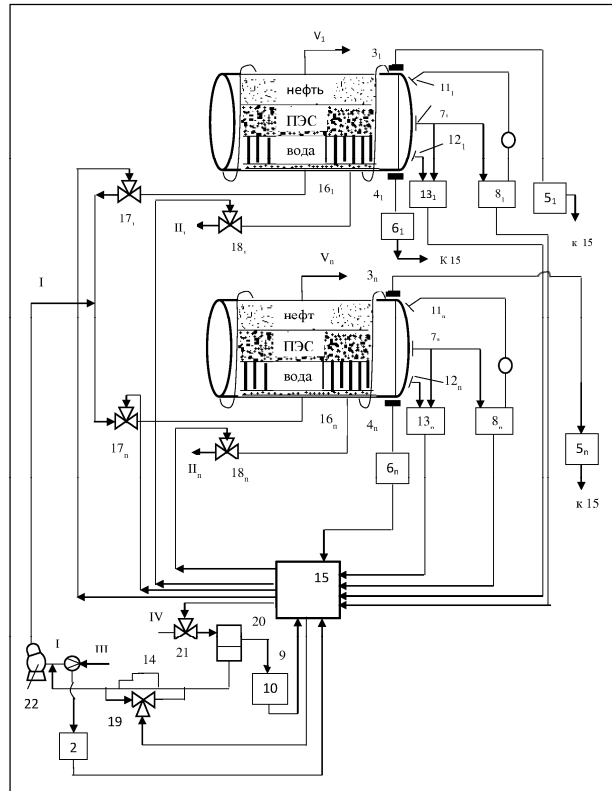 V₁
3₁
нефть
11₁
ПЭС
7₁
12₁
вода
16₁
4₁
13₁
8₁
5₁
17₁
II₁
18₁
6₁
к 15
К 15
I
Vₙ
3ₙ
нефт
11ₙ
7ₙ
ПЭС
12ₙ
вода
16ₙ
4ₙ
13ₙ
8ₙ
17ₙ
IIₙ
18ₙ
6ₙ
5ₙ
к 15
15
IV
20
I
III
14
21
9
10
22
19
2